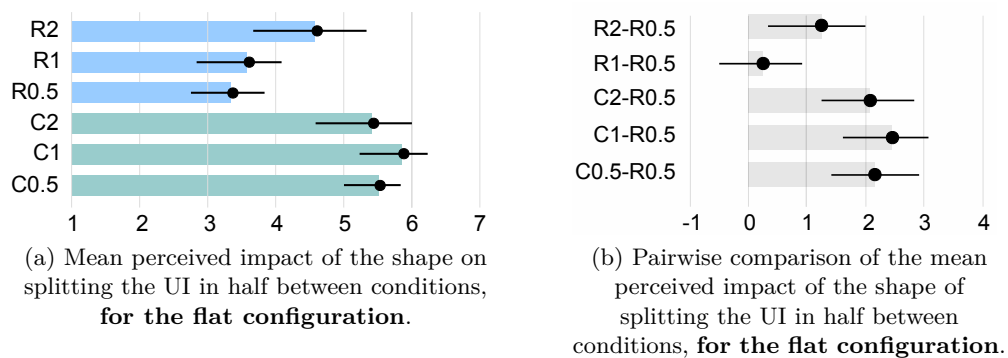 R2
R1
R0.5
C2
C1
C0.5
1 2 3 4 5 6 7
(a) Mean perceived impact of the shape on
splitting the UI in half between conditions,
for the flat configuration.
R2-R0.5
R1-R0.5
C2-R0.5
C1-R0.5
C0.5-R0.5
-1 0 1 2 3 4
(b) Pairwise comparison of the mean
perceived impact of the shape of
splitting the UI in half between
conditions, for the flat configuration.